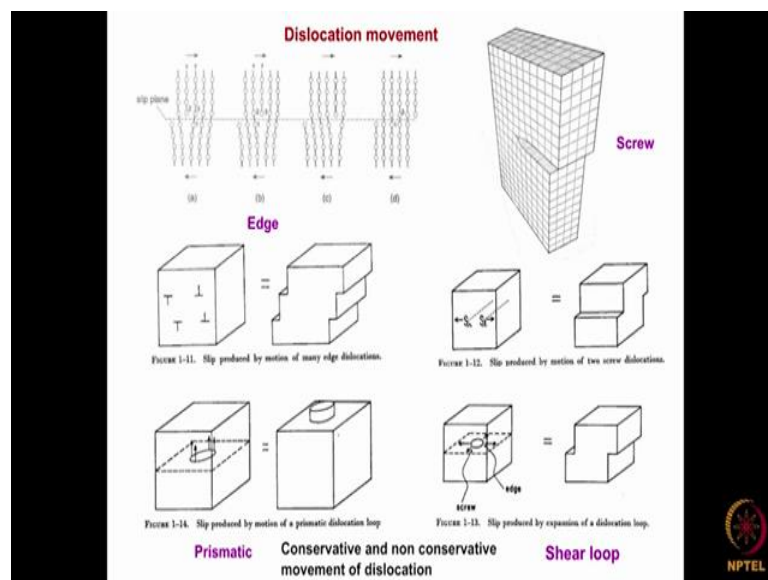 Dislocation movement
slip plane
(a) (b) (c) (d)
Edge
Screw
=
=
FIGURE 1-11. Slip produced by motion of many edge dislocations.
FIGURE 1-12. Slip produced by motion of two screw dislocations.
=
=
screw
edge
FIGURE 1-14. Slip produced by motion of a prismatic dislocation loop
FIGURE 1-13. Slip produced by expansion of a dislocation loop.
Prismatic
Conservative and non conservative
movement of dislocation
Shear loop
NPTEL